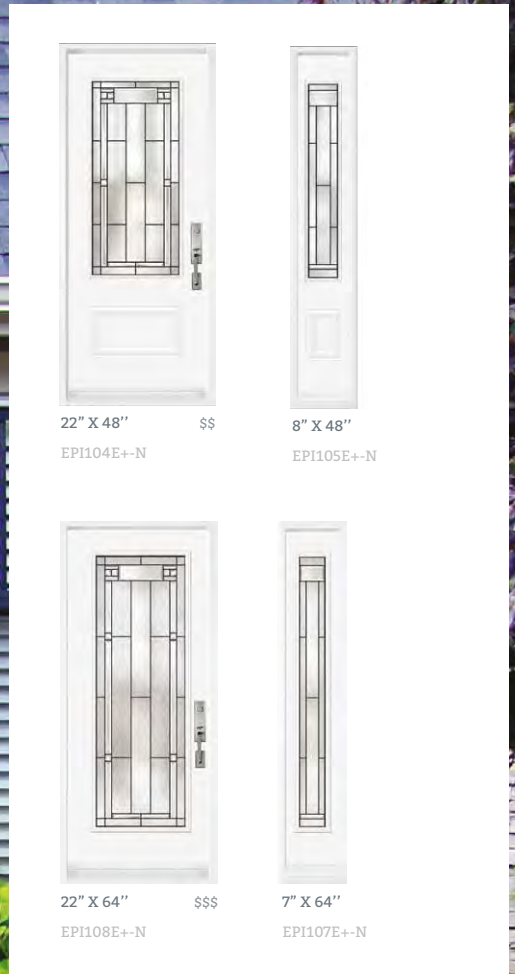 22” X 48’’ $$
EPI104E+-N
8” X 48’’
EPI105E+-N
22” X 64’’ $$$
EPI108E+-N
7” X 64’’
EPI107E+-N